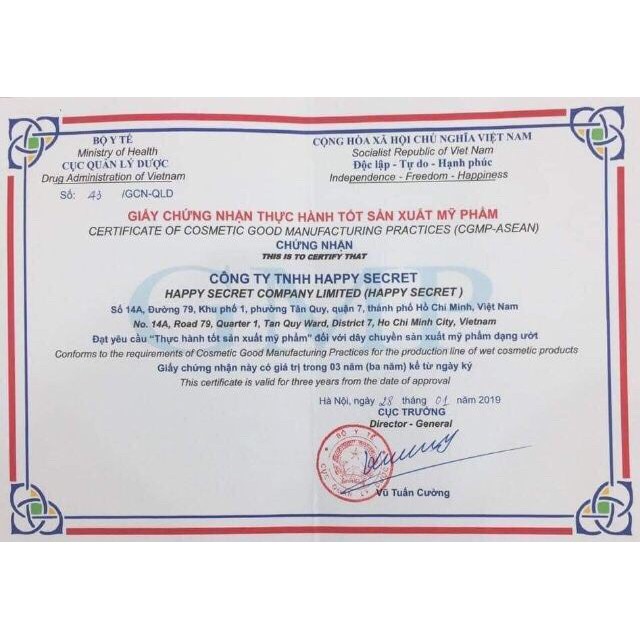 BỘ Y TẾ
Ministry of Health
CỤC QUẢN LÝ DƯỢC
Drug Administration of Vietnam
Số: 43 /GCN-QLD
CỘNG HÒA XÃ HỘI CHỦ NGHĨA VIỆT NAM
Socialist Republic of Viet Nam
Độc lập - Tự do - Hạnh phúc
Independence - Freedom - Happiness
GIẤY CHỨNG NHẬN THỰC HÀNH TỐT SẢN XUẤT MỸ PHẨM
CERTIFICATE OF COSMETIC GOOD MANUFACTURING PRACTICES (CGMP-ASEAN)
CHỨNG NHẬN
THIS IS TO CERTIFY THAT
CÔNG TY TNHH HAPPY SECRET
HAPPY SECRET COMPANY LIMITED (HAPPY SECRET )
Số 14A, Đường 79, Khu phố 1, phường Tân Quy, quận 7, thành phố Hồ Chí Minh, Việt Nam
No. 14A, Road 79, Quarter 1, Tan Quy Ward, District 7, Ho Chi Minh City, Vietnam
Đạt yêu cầu "Thực hành tốt sản xuất mỹ phẩm" đối với dây chuyền sản xuất mỹ phẩm dạng ướt
Conforms to the requirements of Cosmetic Good Manufacturing Practices for the production line of wet cosmetic products
Giấy chứng nhận này có giá trị trong 03 năm (ba năm) kể từ ngày ký
This certificate is valid for three years from the date of approval
Hà Nội, ngày 28 tháng 01 2019
CỤC TRƯỞNG
Director - General
BỘ Y TẾ
Vũ Tuấn Cường